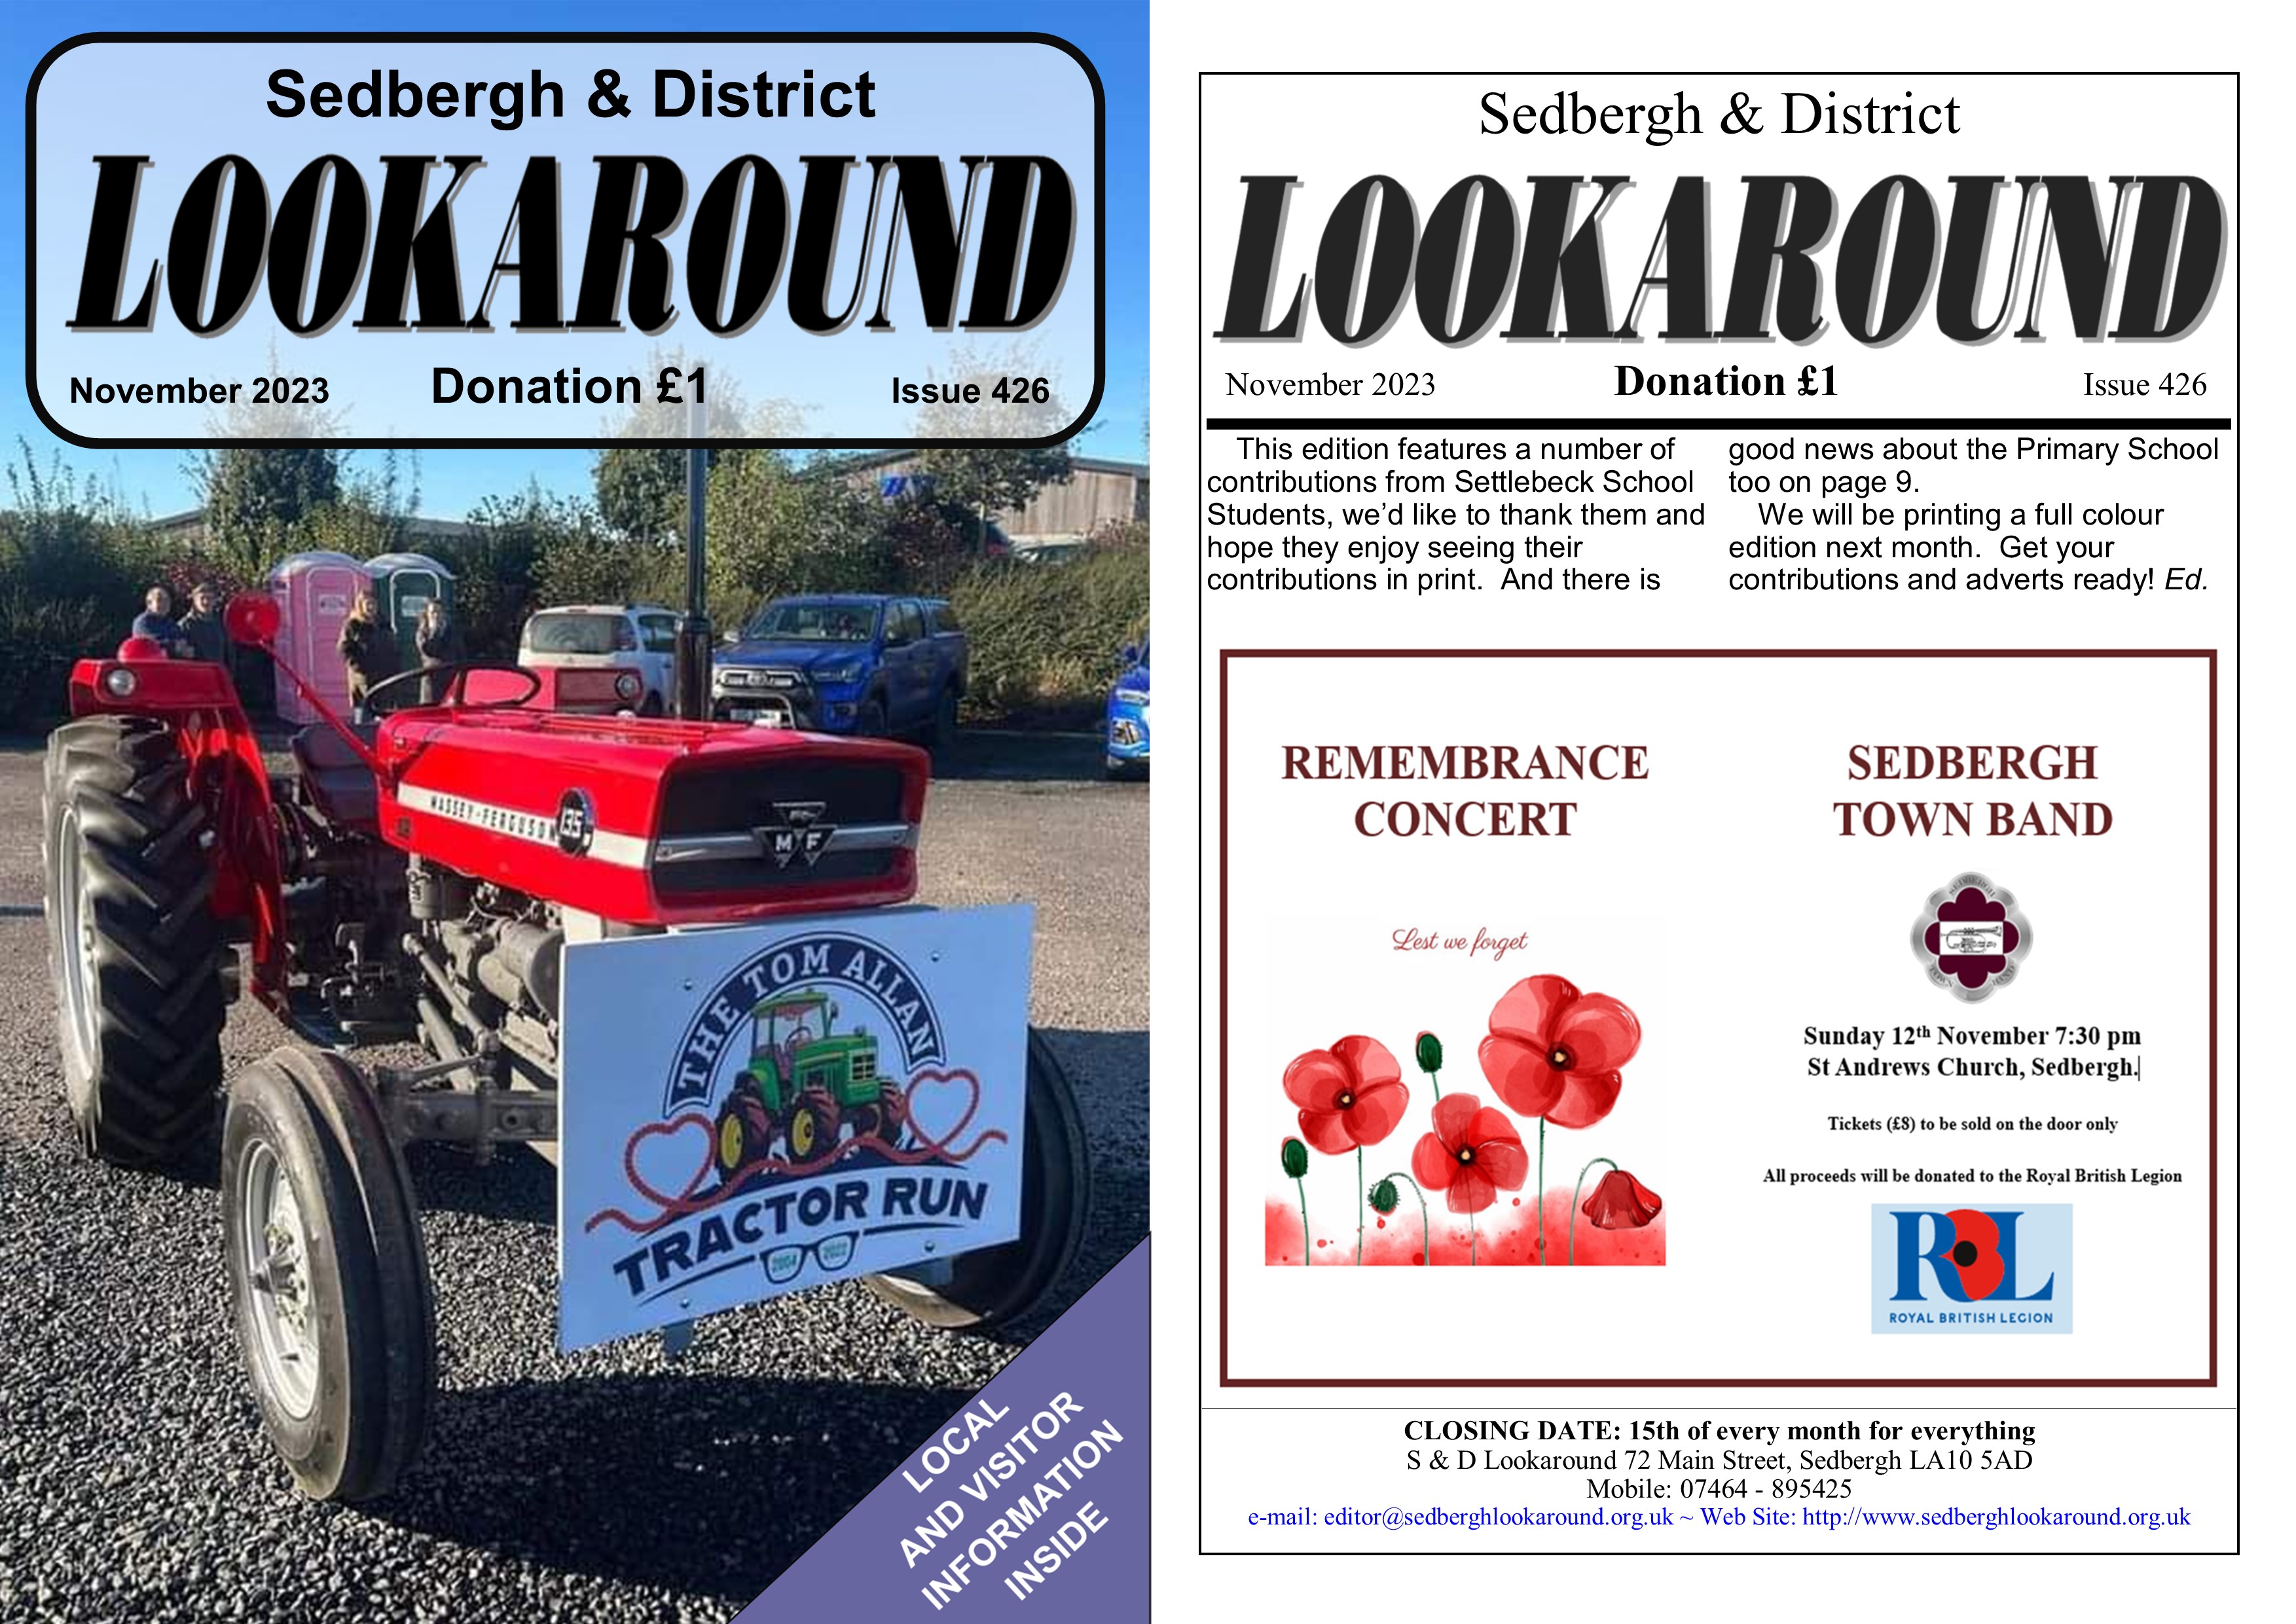 Sedbergh & District
LOOKAROUND
November 2023 Donation £1 Issue 426
MASSEY-FERGUSON 135
MF
THE TOM ALLAN
TRACTOR RUN
2004
LOCAL
AND VISITOR
INFORMATION
INSIDE
Sedbergh & District
LOOKAROUND
November 2023 Donation £1 Issue 426
This edition features a number of
contributions from Settlebeck School
Students, we’d like to thank them and
hope they enjoy seeing their
contributions in print. And there is
good news about the Primary School
too on page 9.
We will be printing a full colour
edition next month. Get your
contributions and adverts ready! Ed.
REMEMBRANCE
CONCERT
Lest we forget
SEDBERGH
TOWN BAND
SEDBERGH
TOWN BAND
Sunday 12th November 7:30 pm
St Andrews Church, Sedbergh.
Tickets (£8) to be sold on the door only
All proceeds will be donated to the Royal British Legion
RBL
ROYAL BRITISH LEGION
CLOSING DATE: 15th of every month for everything
S & D Lookaround 72 Main Street, Sedbergh LA10 5AD
Mobile: 07464 - 895425
e-mail: editor@sedberghlookaround.org.uk ~ Web Site: http://www.sedberghlookaround.org.uk